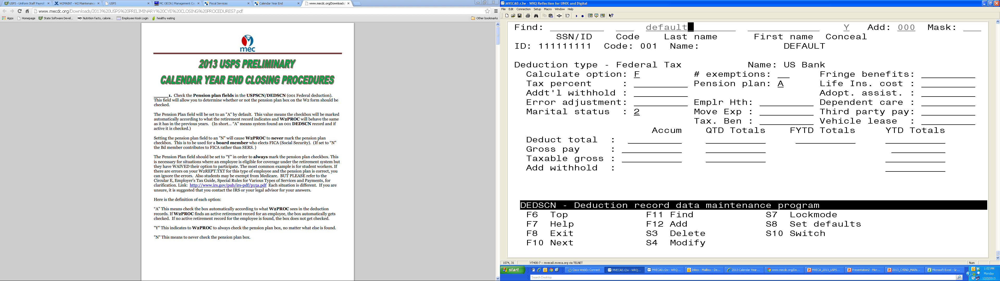 USPS - Uniform Staff Payroll
W2MAINT - W2 Maintenance
USPS
MC OECN | Management Co
Fiscal Services
Calendar Year End
www.mecdc.org/Downloads/
www.mecdc.org/Downloads/2013%20USPS%20PRELIMINARY%20CYE%20CLOSING%20PROCEDURES7.pdf
Apps
Homepage
State Software Devel...
ND Nutrition facts, calorie...
Employee Kiosk Login
healthy eating
Other bookmarks
mec
2013 USPS PRELIMINARY
CALENDAR YEAR END CLOSING PROCEDURES
______1. Check the Pension plan fields in the USPSCN/DEDSCN (001 Federal deduction).
This field will allow you to determine whether or not the pension plan box on the W2 form should be
checked.
The Pension Plan field will be set to an "A" by default. This value means the checkbox will be marked
automatically according to what the retirement record indicates and W2PROC will behave the same
as it has in the previous years. (In short... “A” means system found an 001 DEDSCN record and if
active it is checked.)
Setting the pension plan field to an "N" will cause W2PROC to never mark the pension plan
checkbox. This is to be used for a board member who elects FICA (Social Security). (If set to “N”
the Bd member contributes to FICA rather than SERS. )
The Pension Plan field should be set to “Y” in order to always mark the pension plan checkbox. This
is necessary for situations where an employee is eligible for coverage under the retirement system but
they have WAIVED their option to participate. The most common example is for student workers. If
there are errors on your W2REPT.TXT for this type of employee and the pension plan is correct, you
can ignore the errors. Also students may be exempt from Medicare. BUT PLEASE refer to the
Circular E, Employer's Tax Guide, Special Rules for Various Types of Services and Payments, for
clarification. Link: http://www.irs.gov/pub/irs-pdf/p15a.pdf Each situation is different. If you are
unsure, it is suggested that you contact the IRS or your legal advisor for your answers.
Here is the definition of each option:
“A” This means check the box automatically according to what W2PROC sees in the deduction
records. If W2PROC finds an active retirement record for an employee, the box automatically gets
checked. If no active retirement record for the employee is found, the box does not get checked.
"Y" This indicates to W2PROC to always check the pension plan box, no matter what else is found.
"N" This means to never check the pension plan box.
MVECA0.r2w - WRQ Reflection for UNIX and Digital
File Edit Connection Setup Macro Window Help
Find: default Y Add: 000 Mask:
SSN/ID Code Last name First name Conceal
ID: 111111111 Code: 001 Name: DEFAULT
Deduction type - Federal Tax Name: US Bank
Calculate option: F # exemptions: Fringe benefits:
Tax percent : Pension plan: A Life Ins. cost :
Addt'l withhold : Adopt. assist. :
Error adjustment: Emplr Hth: Dependent care :
Marital status : 2 Move Exp : Third party pay:
Tax. Ben : Vehicle lease :
Accum QTD Totals FYTD Totals YTD Totals
Deduct total :
Gross pay :
Taxable gross :
Add withhold :
DEDSCN - Deduction record data maintenance program
F6 Top F11 Find S7 Lockmode
F7 Help F12 Add S8 Set defaults
F8 Exit S3 Delete S10 Switch
F10 Next S4 Modify
1074, 31 VT400-7 -- mveca0.mveca.org via TELNET Num
start
Cisco WebEx Connect
MVECA0.r2w - WRQ...
MVECA0.r2w - WRQ...
Inbox - Mailbox - De...
2013 Calendar Year...
www.mecdc.org/Do...
MVECA_2013_USPS...
Presentation2 - Micr...
2013_CYEND_MAIN...
Microsoft Excel - Gr...
Search Desktop
1:02 PM
Monday
12/2/2013